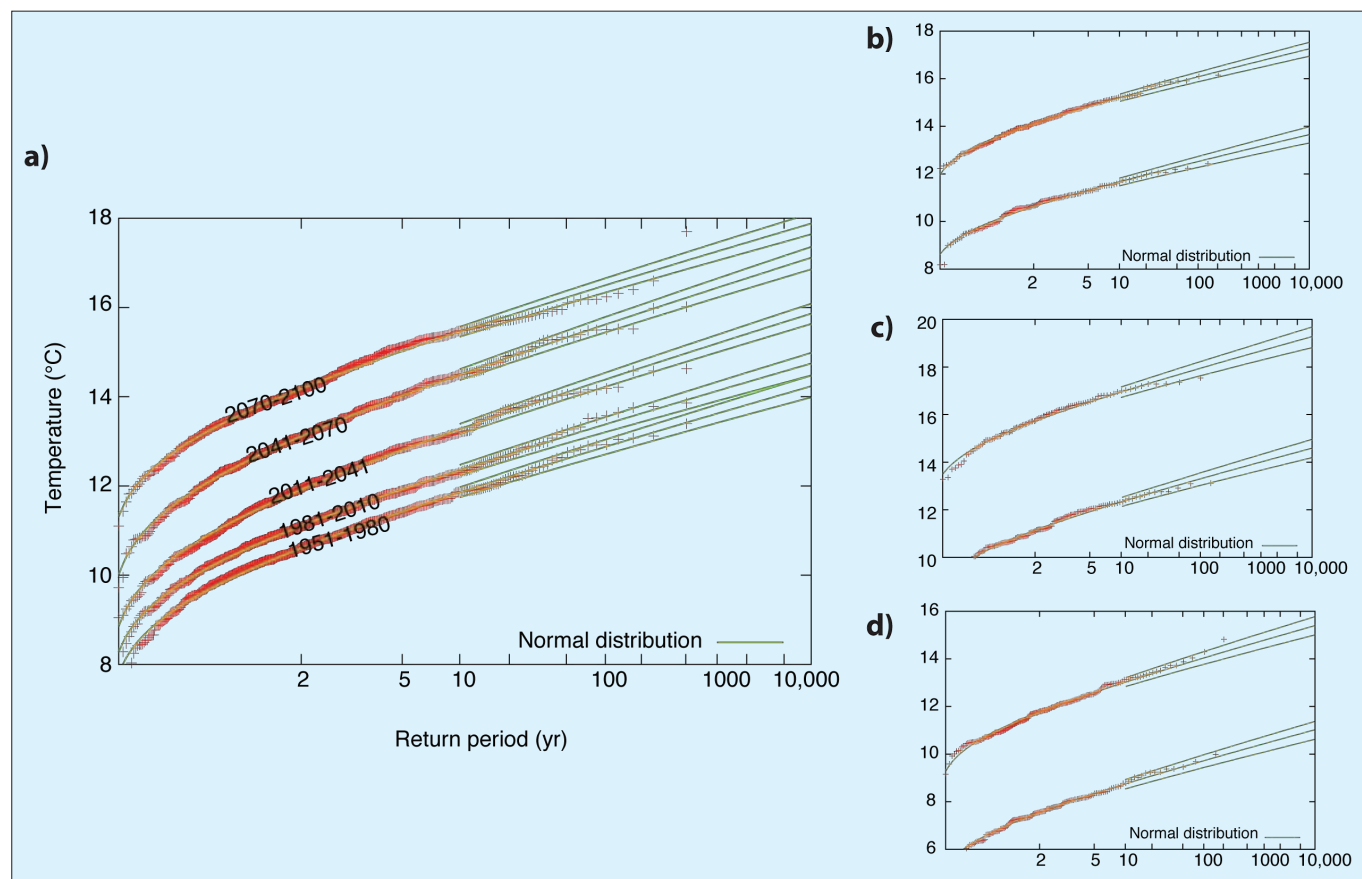 a)
Temperature (°C)
18
16
14
12
10
8
2070-2100
2041-2070
2011-2041
1981-2010
1951-1980
Normal distribution
2 5 10 100 1000 10,000
Return period (yr)
b)
18
16
14
12
10
8
Normal distribution
2 5 10 100 1000 10,000
c)
20
18
16
14
12
10
Normal distribution
2 5 10 100 1000 10,000
d)
16
14
12
10
8
6
Normal distribution
2 5 10 100 1000 10,000